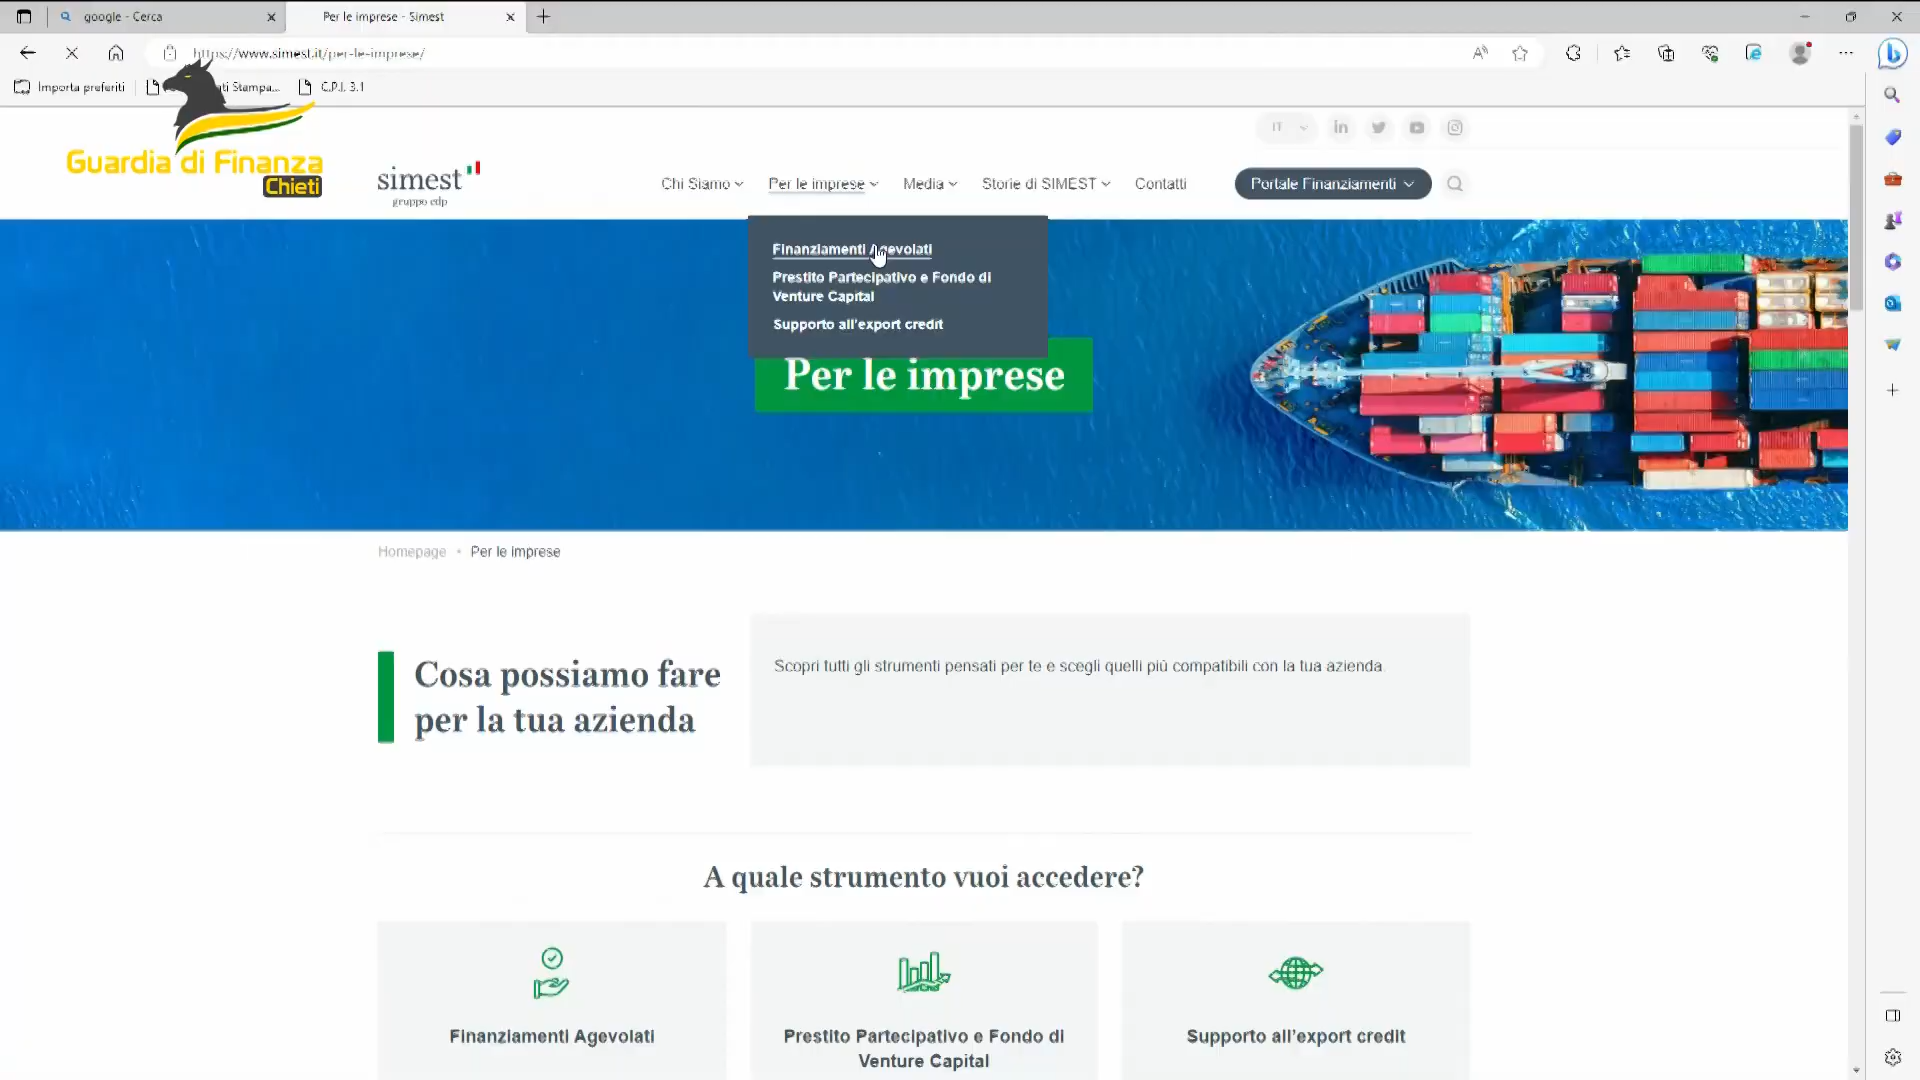 google - Cerca
Per le imprese - Simest
https://www.simest.it/per-le-imprese/
Importa preferiti
ti Stampa...
C.P.I. 3.1
Guardia di Finanza
Chieti
IT
simest
gruppo cdp
Chi Siamo
Per le imprese
Media
Storie di SIMEST
Contatti
Portale Finanziamenti
Finanziamenti Agevolati
Prestito Partecipativo e Fondo di
Venture Capital
Supporto all'export credit
Per le imprese
Homepage • Per le imprese
Cosa possiamo fare
per la tua azienda
Scopri tutti gli strumenti pensati per te e scegli quelli più compatibili con la tua azienda.
A quale strumento vuoi accedere?
Finanziamenti Agevolati
Prestito Partecipativo e Fondo di
Venture Capital
Supporto all'export credit